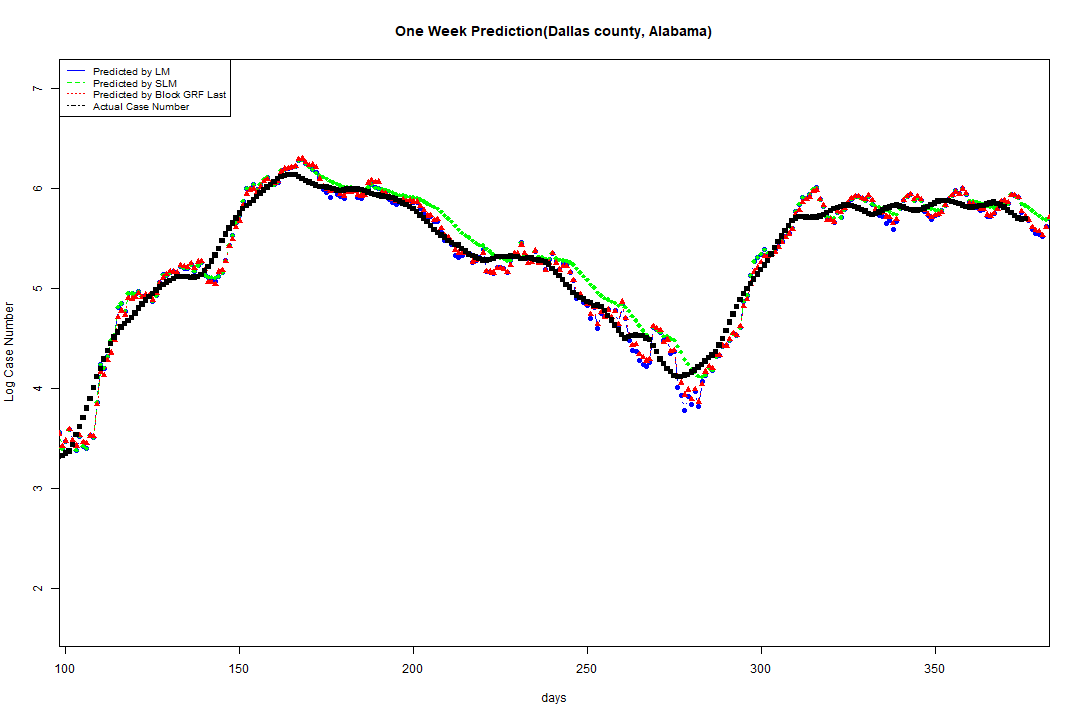 One Week Prediction(Dallas county, Alabama)
Predicted by LM
Predicted by SLM
Predicted by Block GRF Last
Actual Case Number
7
6
5
4
3
2
Log Case Number
100 150 200 250 300 350
days